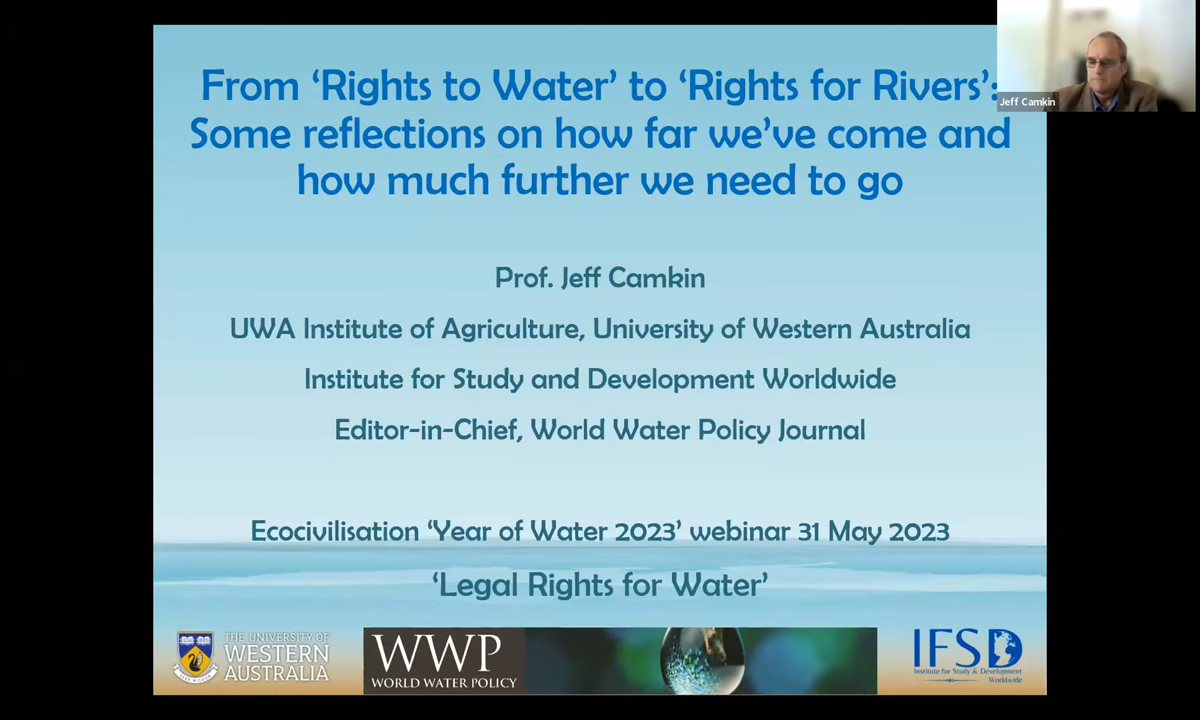 From ‘Rights to Water’ to ‘Rights for Rivers’:
Some reflections on how far we’ve come and
how much further we need to go
Jeff Camkin
Prof. Jeff Camkin
UWA Institute of Agriculture, University of Western Australia
Institute for Study and Development Worldwide
Editor-in-Chief, World Water Policy Journal
Ecocivilisation ‘Year of Water 2023’ webinar 31 May 2023
‘Legal Rights for Water’
THE UNIVERSITY OF
WESTERN
AUSTRALIA
WWP
WORLD WATER POLICY
IFSD
Institute for Study & Development
Worldwide